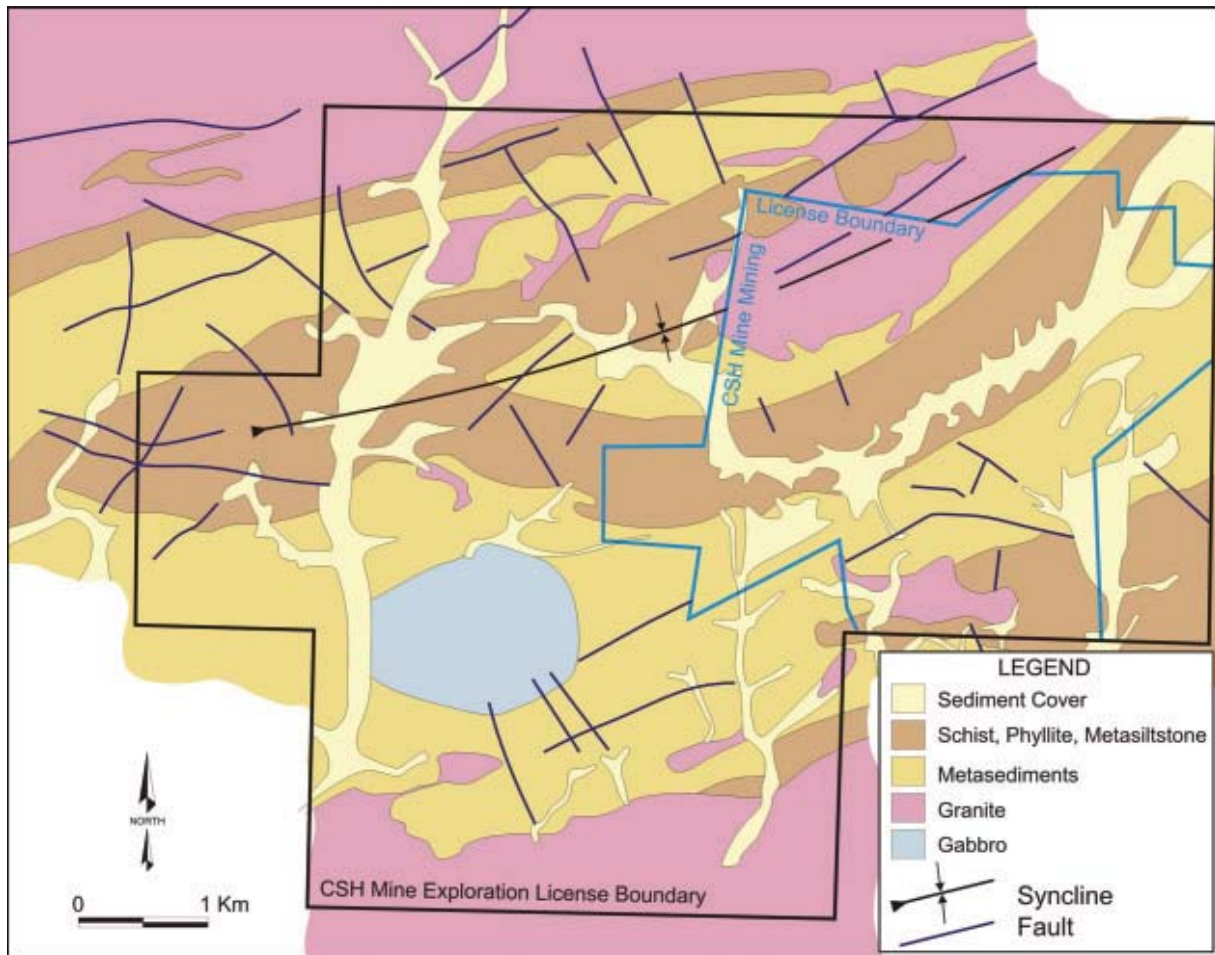 License Boundary
CSH Mine Mining
LEGEND
Sediment Cover
Schist, Phyllite, Metasiltstone
Metasediments
Granite
Gabbro
Syncline
Fault
NORTH
0 1 Km
CSH Mine Exploration License Boundary